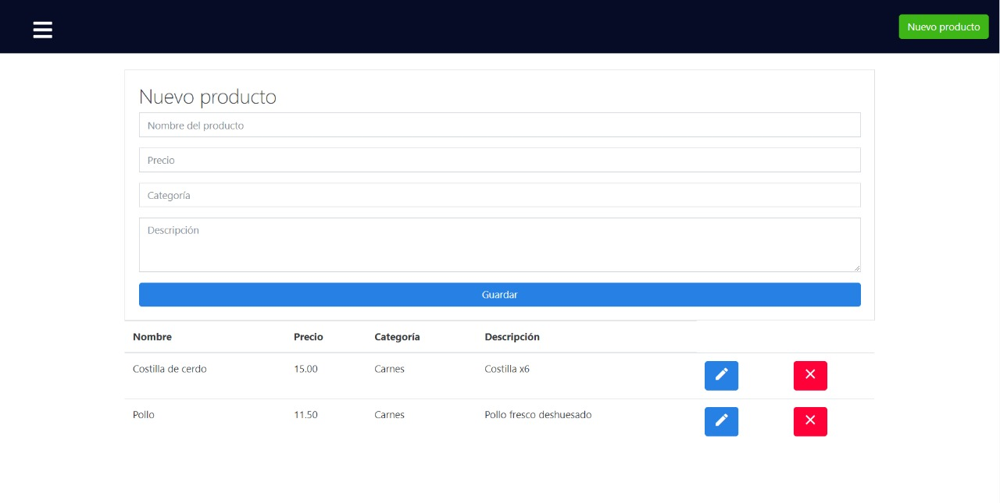 Nuevo producto
Nuevo producto
Nombre del producto
Precio
Categoría
Descripción
Guardar
Nombre Precio Categoría Descripción
Costilla de cerdo 15.00 Carnes Costilla x6
Pollo 11.50 Carnes Pollo fresco deshuesado